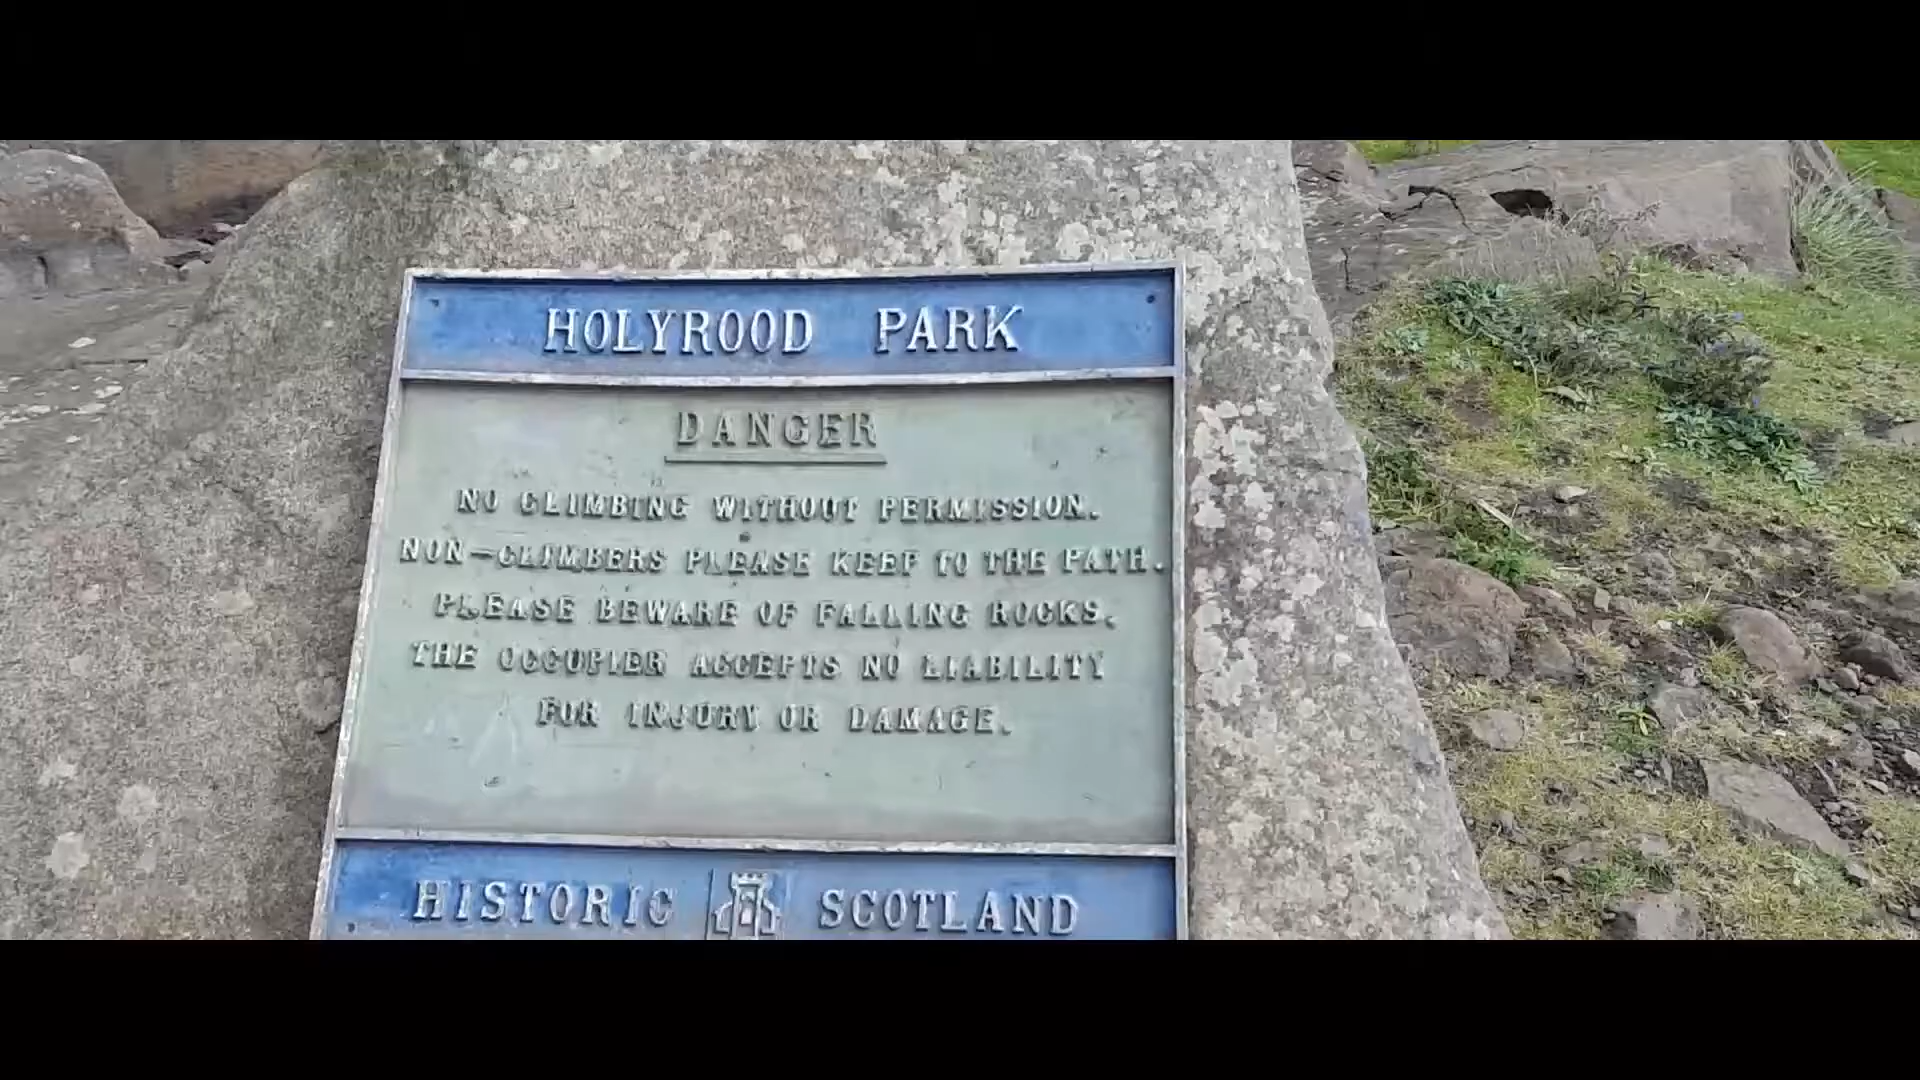 HOLYROOD PARK
DANGER
NO CLIMBING WITHOUT PERMISSION.
NON-CLIMBERS PLEASE KEEP TO THE PATH.
PLEASE BEWARE OF FALLING ROCKS.
THE OCCUPIER ACCEPTS NO LIABILITY
FOR INJURY OR DAMAGE.
HISTORIC SCOTLAND